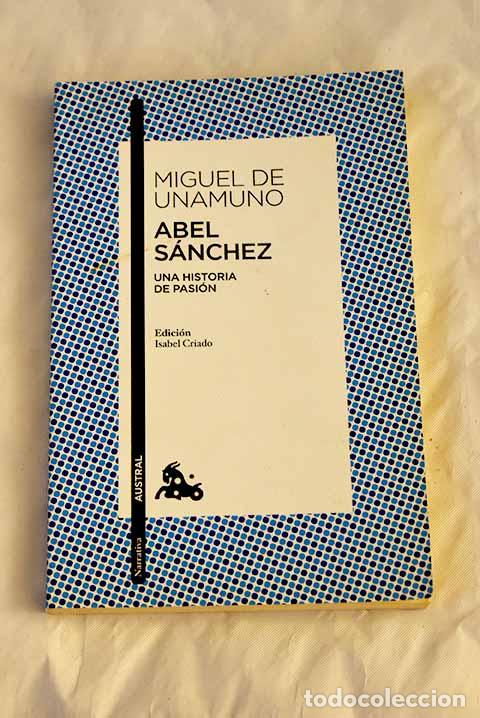 MIGUEL DE
UNAMUNO
ABEL
SÁNCHEZ
UNA HISTORIA
DE PASIÓN
Edición
Isabel Criado
AUSTRAL
Narrativa
todocoleccion